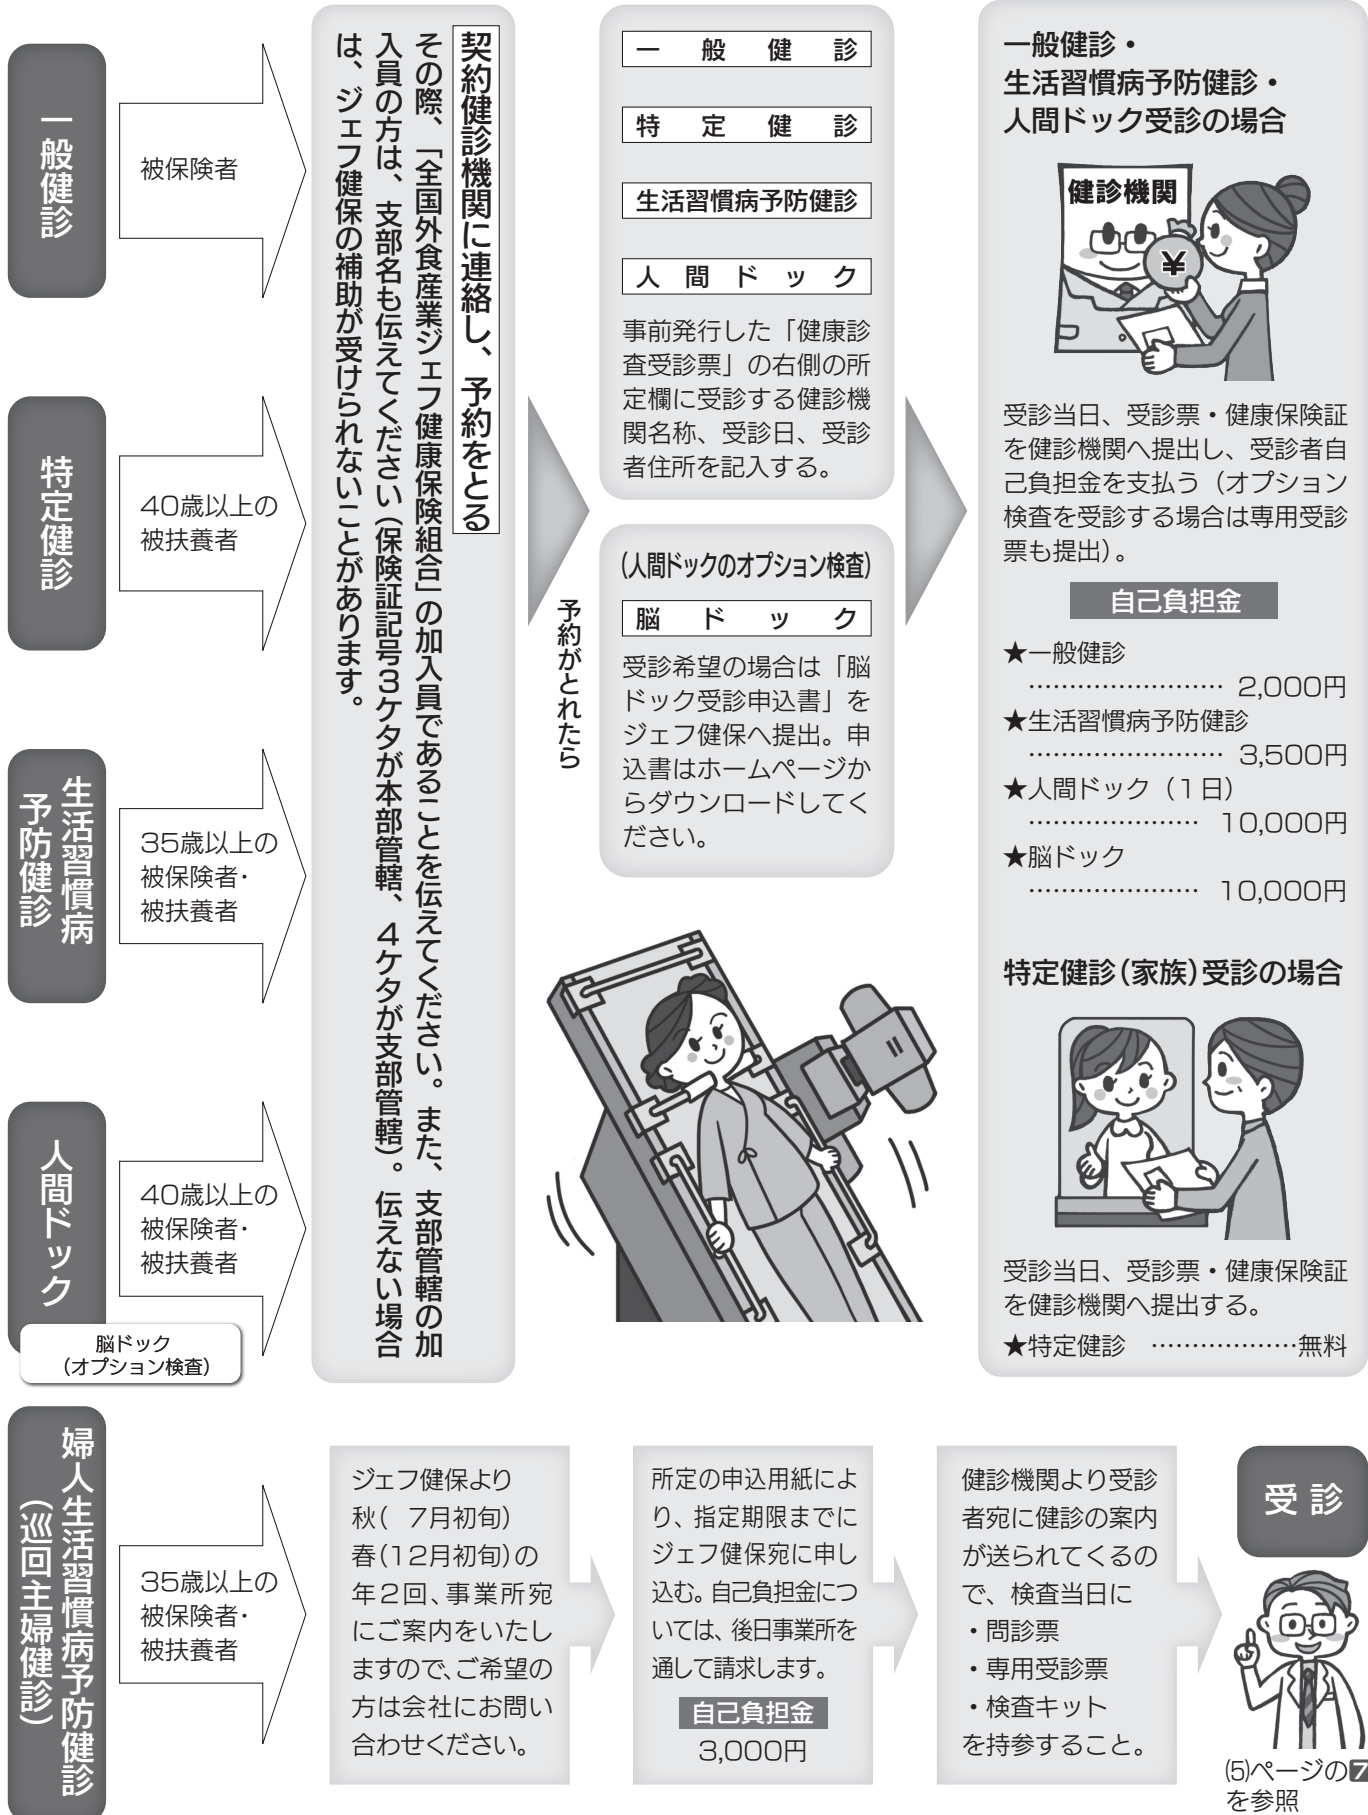 一般健診
被保険者
特定健診
40歳以上の
被扶養者
生活習慣病
予防健診
35歳以上の
被保険者・
被扶養者
人間ドック
脳ドック
（オプション検査）
40歳以上の
被保険者・
被扶養者
契約健診機関に連絡し、予約をとる
その際、「全国外食産業ジェフ健康保険組合」の加入員であることを伝えてください。また、支部管轄の加
入員の方は、支部名も伝えてください（保険証記号3ケタが本部管轄、4ケタが支部管轄）。伝えない場合
は、ジェフ健保の補助が受けられないことがあります。
予約がとれたら
一般健診
特定健診
生活習慣病予防健診
人間ドック
事前発行した「健康診
査受診票」の右側の所
定欄に受診する健診機
関名称、受診日、受診
者住所を記入する。
（人間ドックのオプション検査）
脳ドック
受診希望の場合は「脳
ドック受診申込書」を
ジェフ健保へ提出。申
込書はホームページか
らダウンロードしてく
ださい。
一般健診・
生活習慣病予防健診・
人間ドック受診の場合
健診機関
¥
受診当日、受診票・健康保険証
を健診機関へ提出し、受診者自
己負担金を支払う（オプション
検査を受診する場合は専用受診
票も提出）。
自己負担金
★一般健診
…………………… 2,000円
★生活習慣病予防健診
…………………… 3,500円
★人間ドック（1日）
………………… 10,000円
★脳ドック
………………… 10,000円
特定健診（家族）受診の場合
受診当日、受診票・健康保険証
を健診機関へ提出する。
★特定健診 ………………無料
婦人生活習慣病予防健診
（巡回主婦健診）
35歳以上の
被保険者・
被扶養者
ジェフ健保より
秋（ 7月初旬）
春（12月初旬）の
年2回、事業所宛
にご案内をいたし
ますので、ご希望の
方は会社にお問い
合わせください。
所定の申込用紙によ
り、指定期限までに
ジェフ健保宛に申し
込む。自己負担金につ
いては、後日事業所を
通して請求します。
自己負担金
3,000円
健診機関より受診
者宛に健診の案内
が送られてくるの
で、検査当日に
・問診票
・専用受診票
・検査キット
を持参すること。
受診
(5)ページの7
を参照